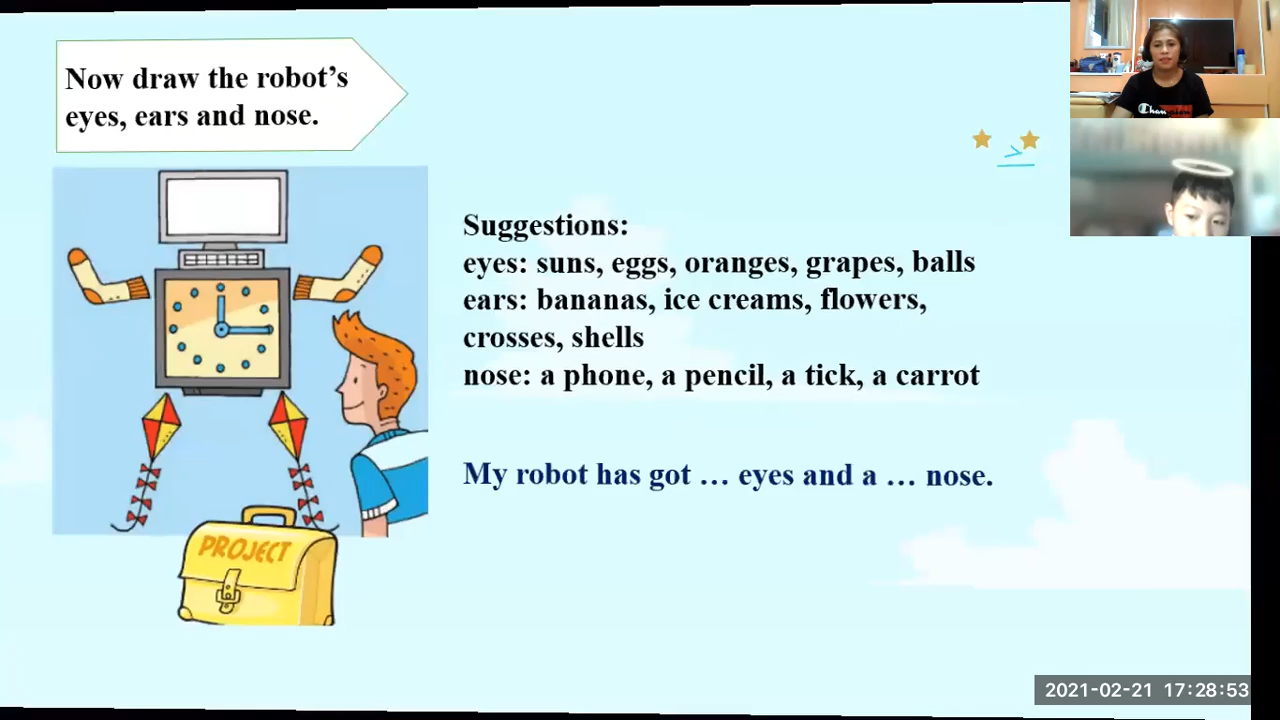 Now draw the robot’s
eyes, ears and nose.
Suggestions:
eyes: suns, eggs, oranges, grapes, balls
ears: bananas, ice creams, flowers,
crosses, shells
nose: a phone, a pencil, a tick, a carrot
My robot has got … eyes and a … nose.
PROJECT
2021-02-21 17:28:53